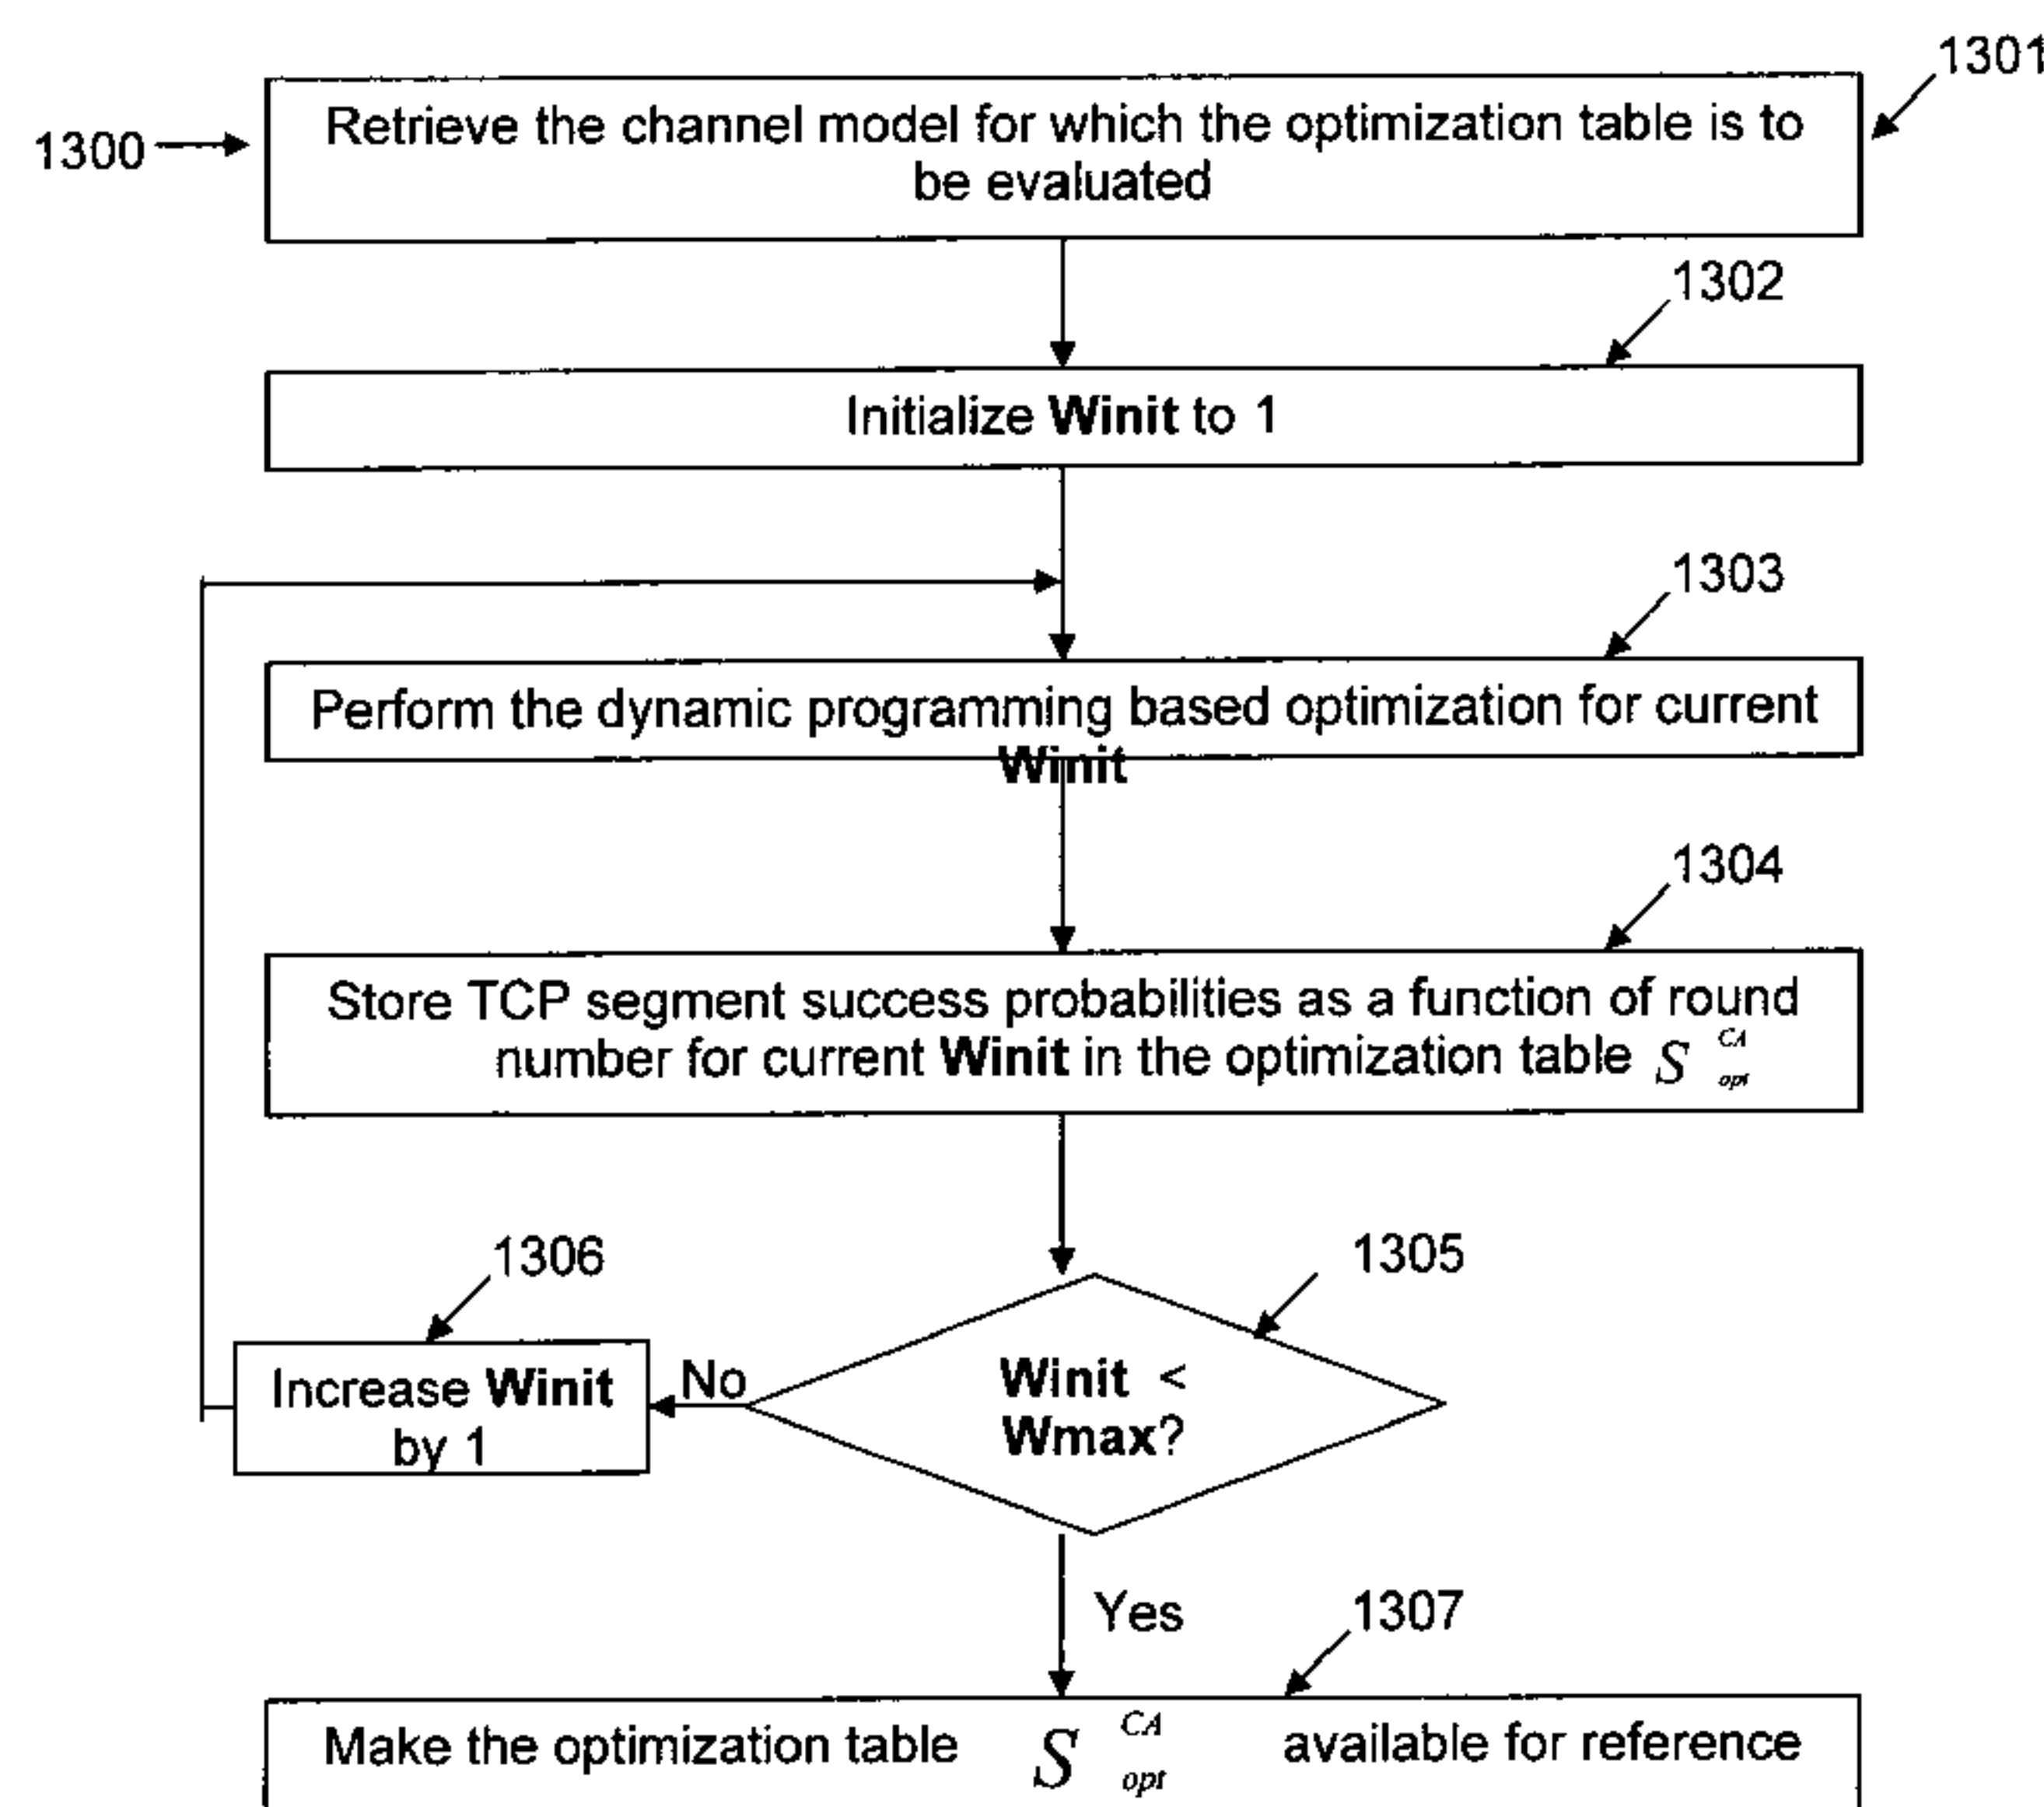 1301
1300
Retrieve the channel model for which the optimization table is to
be evaluated
1302
Initialize Winit to 1
1303
Perform the dynamic programming based optimization for current
Winit
1304
Store TCP segment success probabilities as a function of round
number for current Winit in the optimization table S CA opt
1306
1305
Increase Winit
by 1
No
Winit <
Wmax?
Yes
1307
Make the optimization table S CA opt available for reference